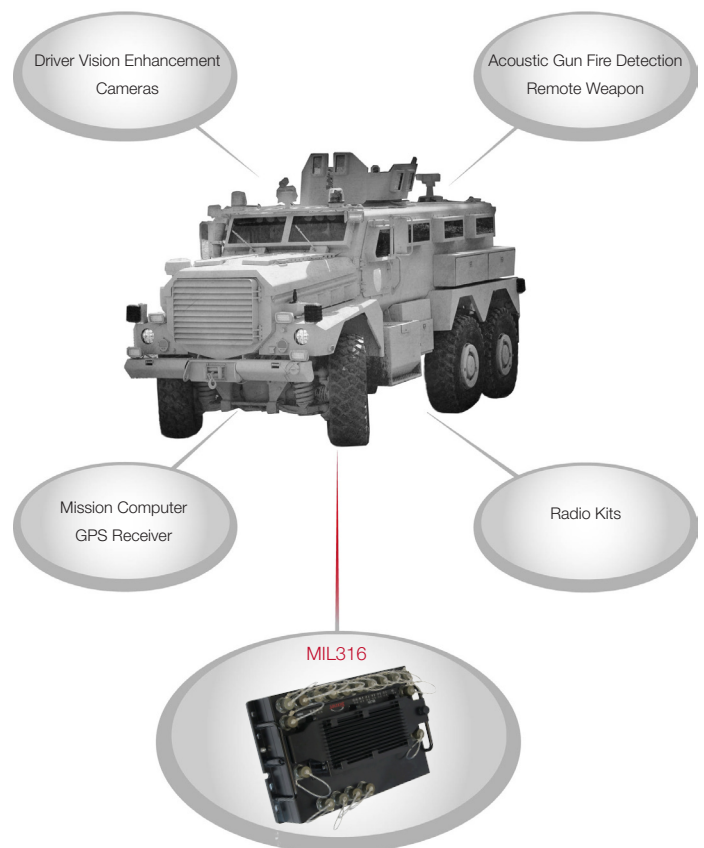 Driver Vision Enhancement
Cameras
Acoustic Gun Fire Detection
Remote Weapon
Mission Computer
GPS Receiver
Radio Kits
MIL316